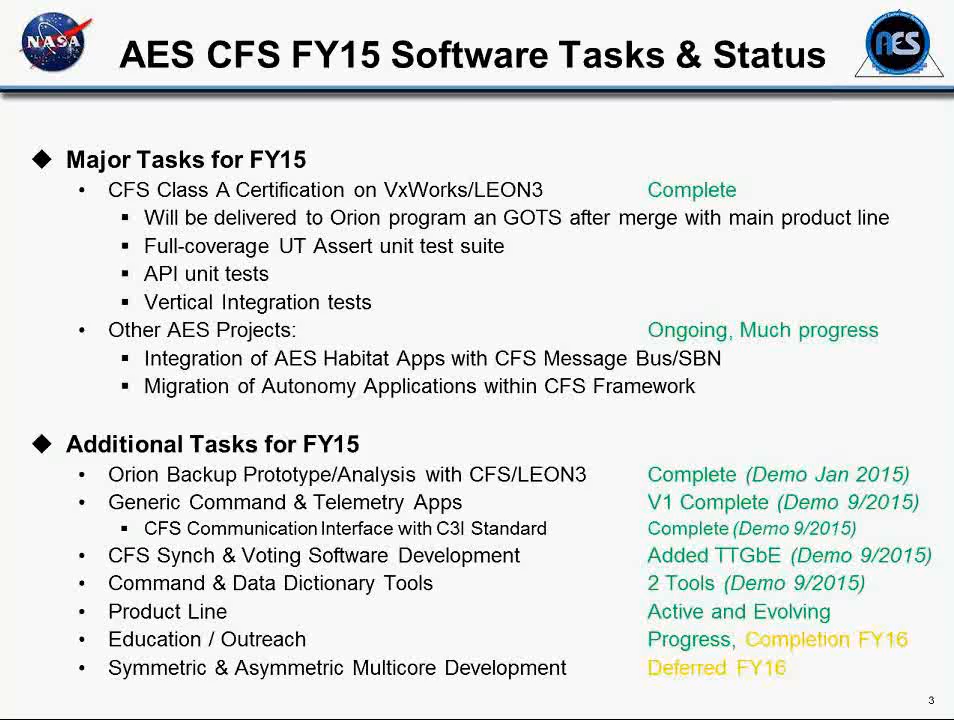 NASA
AES CFS FY15 Software Tasks & Status
AES
Major Tasks for FY15
• CFS Class A Certification on VxWorks/LEON3 Complete
▪ Will be delivered to Orion program an GOTS after merge with main product line
▪ Full-coverage UT Assert unit test suite
▪ API unit tests
▪ Vertical Integration tests
• Other AES Projects: Ongoing, Much progress
▪ Integration of AES Habitat Apps with CFS Message Bus/SBN
▪ Migration of Autonomy Applications within CFS Framework
Additional Tasks for FY15
• Orion Backup Prototype/Analysis with CFS/LEON3 Complete (Demo Jan 2015)
• Generic Command & Telemetry Apps V1 Complete (Demo 9/2015)
▪ CFS Communication Interface with C3I Standard Complete (Demo 9/2015)
• CFS Synch & Voting Software Development Added TTGbE (Demo 9/2015)
• Command & Data Dictionary Tools 2 Tools (Demo 9/2015)
• Product Line Active and Evolving
• Education / Outreach Progress, Completion FY16
• Symmetric & Asymmetric Multicore Development Deferred FY16
3